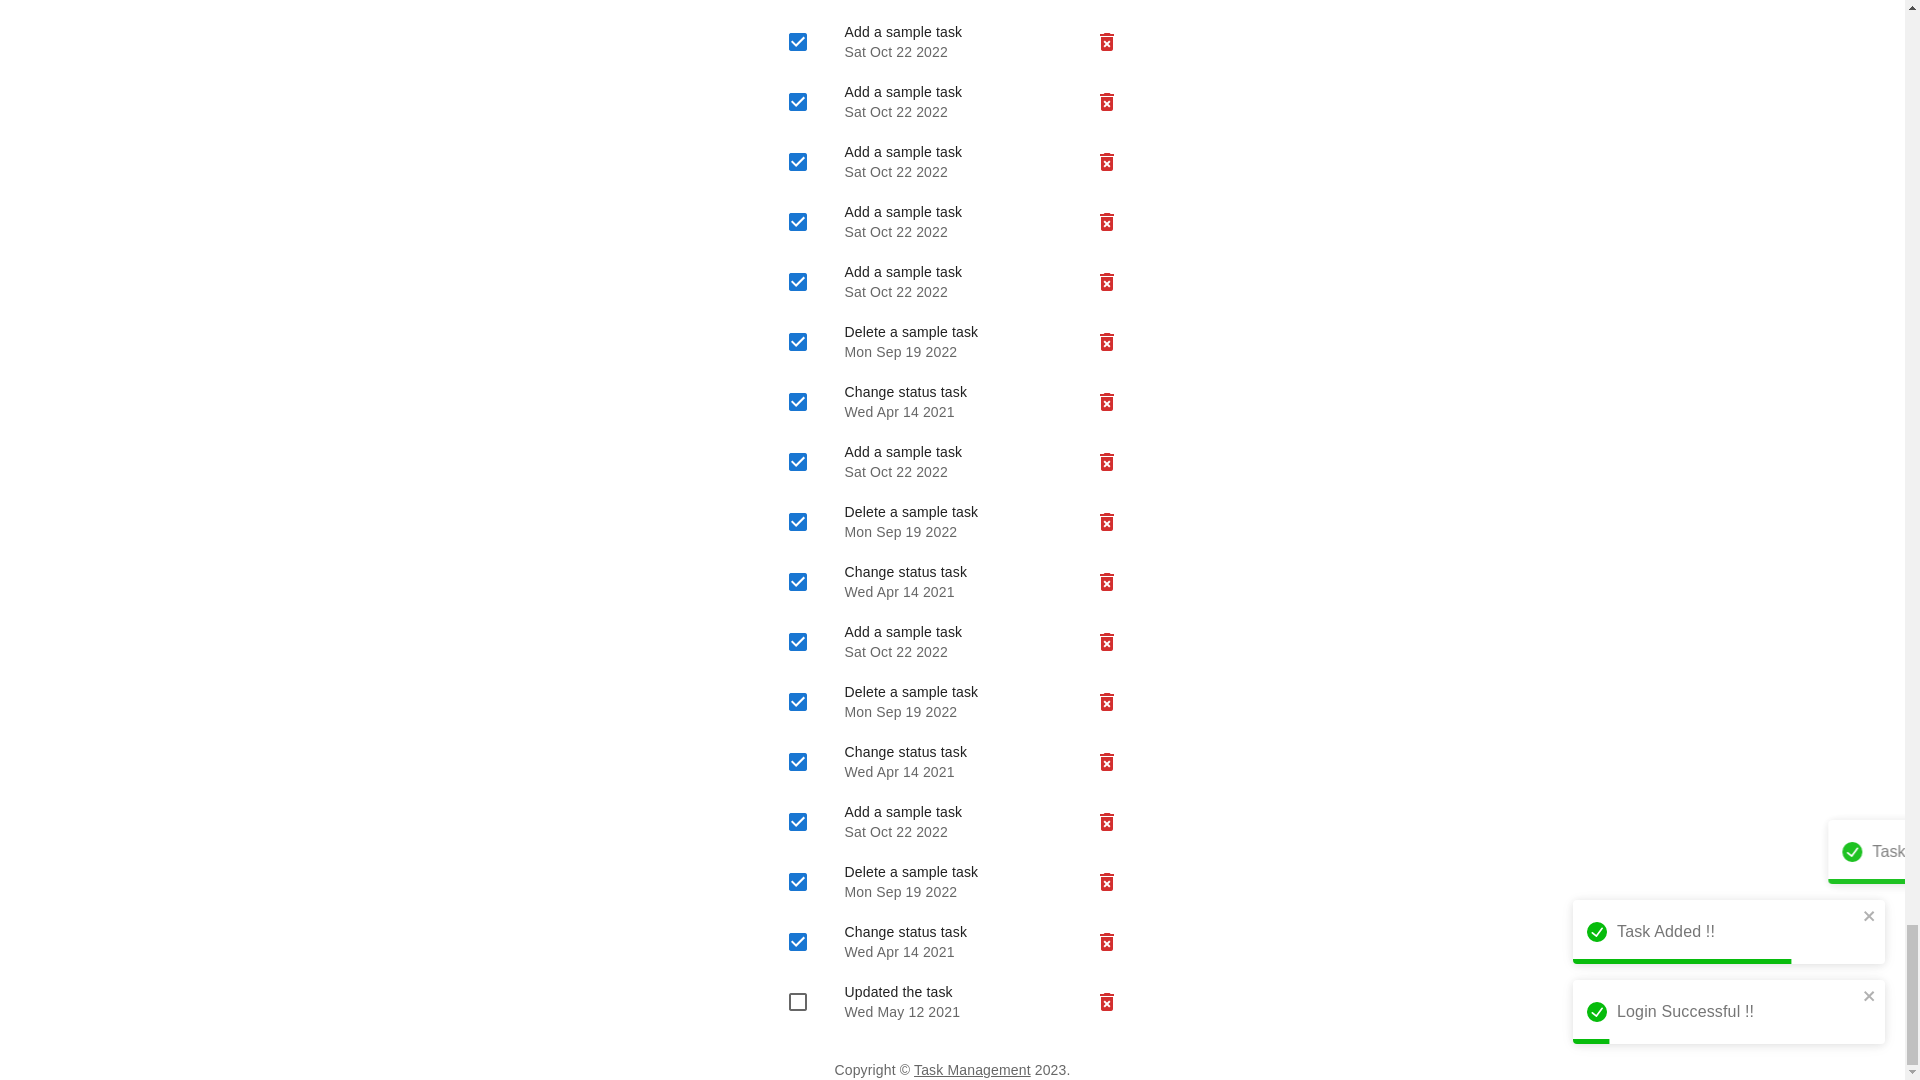 Add a sample task
Sat Oct 22 2022
Add a sample task
Sat Oct 22 2022
Add a sample task
Sat Oct 22 2022
Add a sample task
Sat Oct 22 2022
Add a sample task
Sat Oct 22 2022
Delete a sample task
Mon Sep 19 2022
Change status task
Wed Apr 14 2021
Add a sample task
Sat Oct 22 2022
Delete a sample task
Mon Sep 19 2022
Change status task
Wed Apr 14 2021
Add a sample task
Sat Oct 22 2022
Delete a sample task
Mon Sep 19 2022
Change status task
Wed Apr 14 2021
Add a sample task
Sat Oct 22 2022
Delete a sample task
Mon Sep 19 2022
Change status task
Wed Apr 14 2021
Updated the task
Wed May 12 2021
Copyright © Task Management 2023.
Task
Task Added !!
Login Successful !!